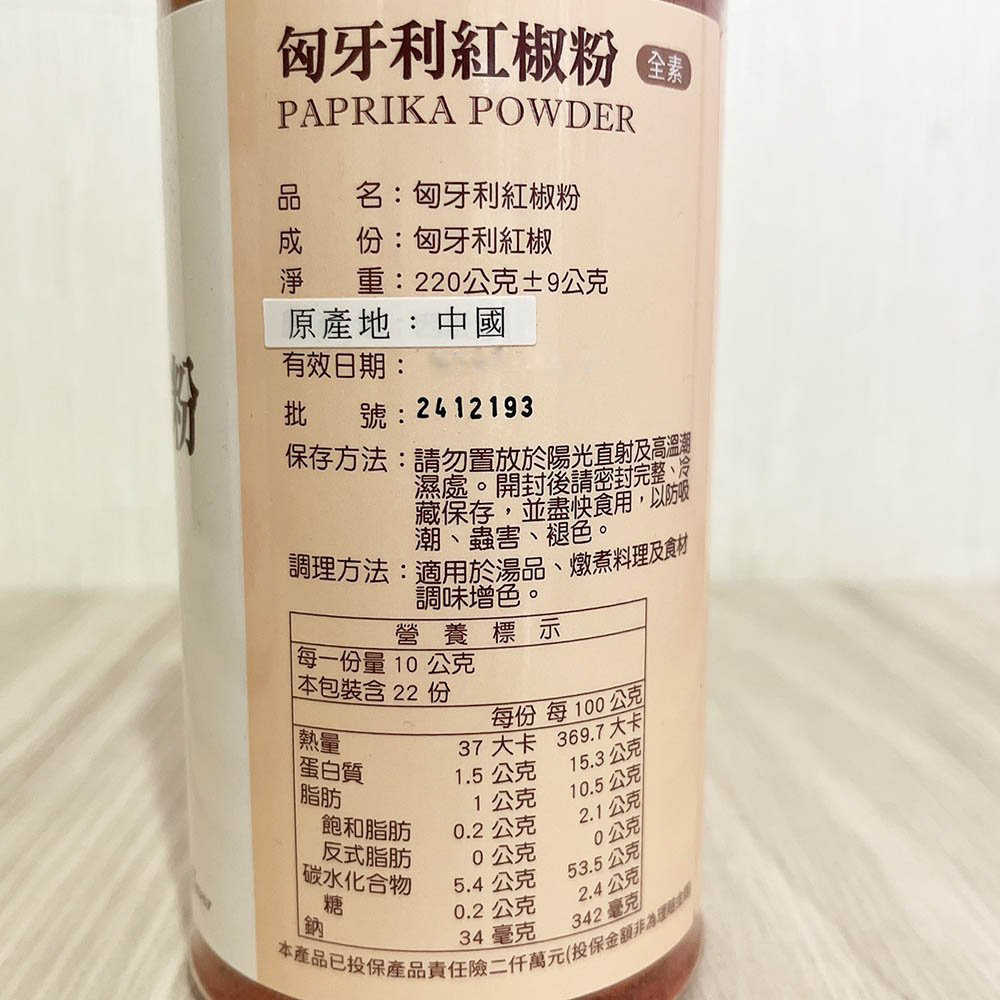 匈牙利紅椒粉 全素
PAPRIKA POWDER
品 名：匈牙利紅椒粉
成 份：匈牙利紅椒
淨 重：220公克±9公克
原產地：中國
有效日期：
批 號：2412193
保存方法：請勿置放於陽光直射及高溫潮
濕處。開封後請密封完整、冷
藏保存，並盡快食用，以防吸
潮、蟲害、褪色。
調理方法：適用於湯品、燉煮料理及食材
調味增色。
營養標示
每一份量 10 公克
本包裝含 22 份
每份 每 100 公克
熱量 37 大卡 369.7 大卡
蛋白質 1.5 公克 15.3 公克
脂肪 1 公克 10.5 公克
飽和脂肪 0.2 公克 2.1 公克
反式脂肪 0 公克 0 公克
碳水化合物 5.4 公克 53.5 公克
糖 0.2 公克 2.4 公克
鈉 34 毫克 342 毫克
本產品已投保產品責任險二仟萬元(投保金額非為理賠金額
粉